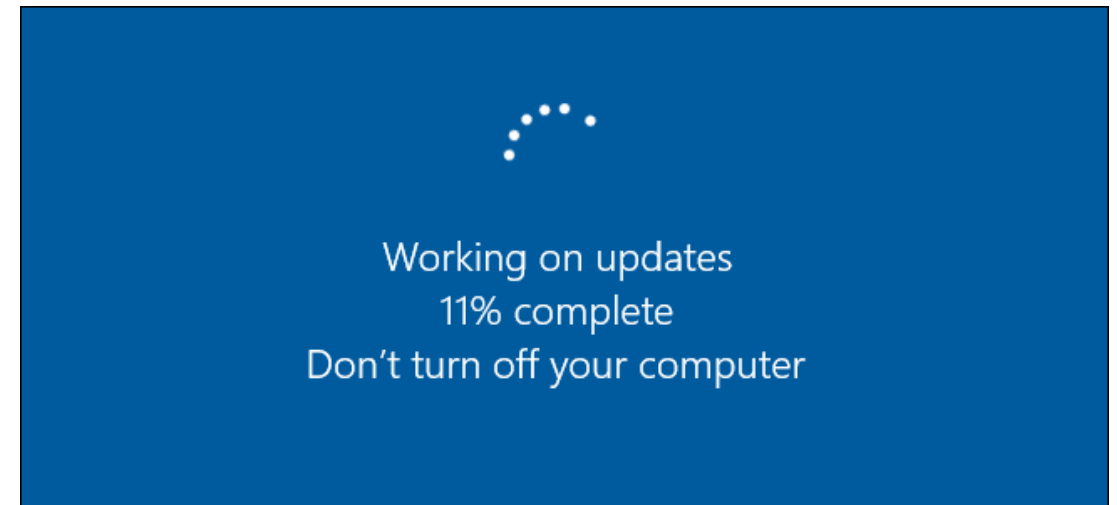 Working on updates
11% complete
Don’t turn off your computer